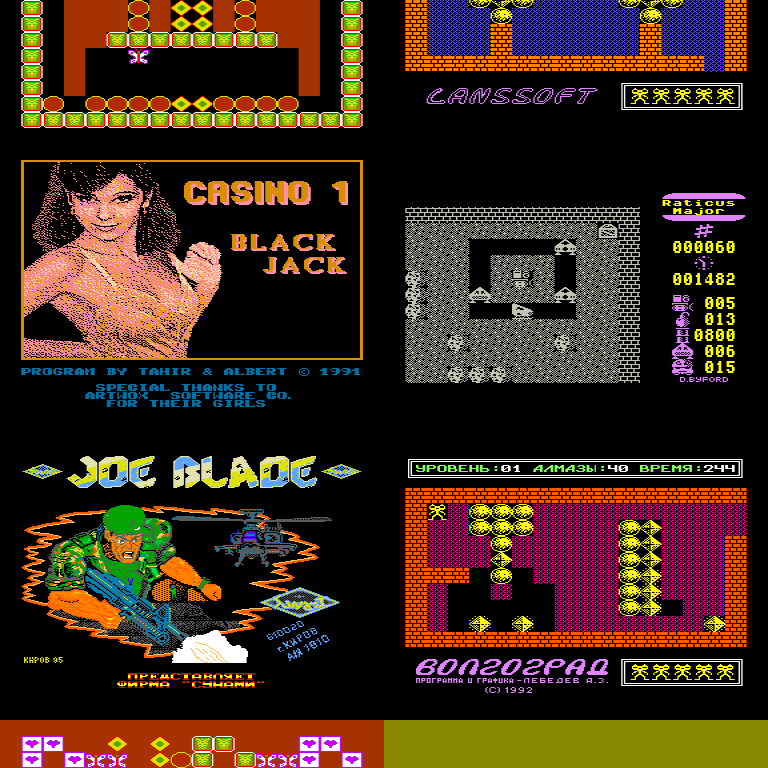 LANSSOFT
CASINO 1
BLACK
JACK
PROGRAM BY TAHIR & ALBERT © 1991
SPECIAL THANKS TO
ARTWOX SOFTWARE CO.
FOR THEIR GIRLS
Raticus
Major
#
000060
001482
005
013
0800
006
015
D.BYFORD
JOE BLADE
610020
г.КИРОВ
А/Я 1810
КИРОВ 95
ПРЕДСТАВЛЯЕТ
ФИРМА "СУНАМИ"
УРОВЕНЬ:01 АЛМАЗЫ:40 ВРЕМЯ:244
ВОЛГОГРАД
ПРОГРАММА И ГРАФИКА-ЛЕБЕДЕВ А.З.
(C) 1992